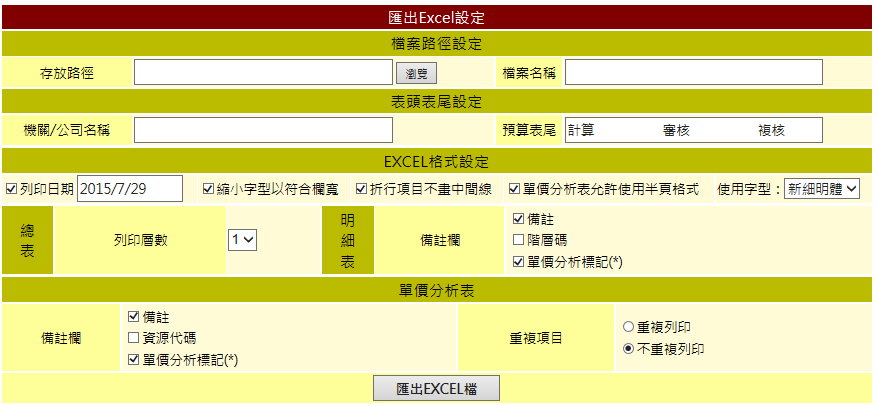 匯出Excel設定
檔案路徑設定
存放路徑 瀏覽 檔案名稱
表頭表尾設定
機關/公司名稱 預算表尾 計算 審核 複核
EXCEL格式設定
列印日期 2015/7/29 縮小字型以符合欄寬 折行項目不畫中間線 單價分析表允許使用半頁格式 使用字型：新細明體
總表 列印層數 1 明細表 備註欄 備註
階層碼
單價分析標記(*)
單價分析表
備註欄 備註
資源代碼
單價分析標記(*)
重複項目 重複列印
不重複列印
匯出EXCEL檔